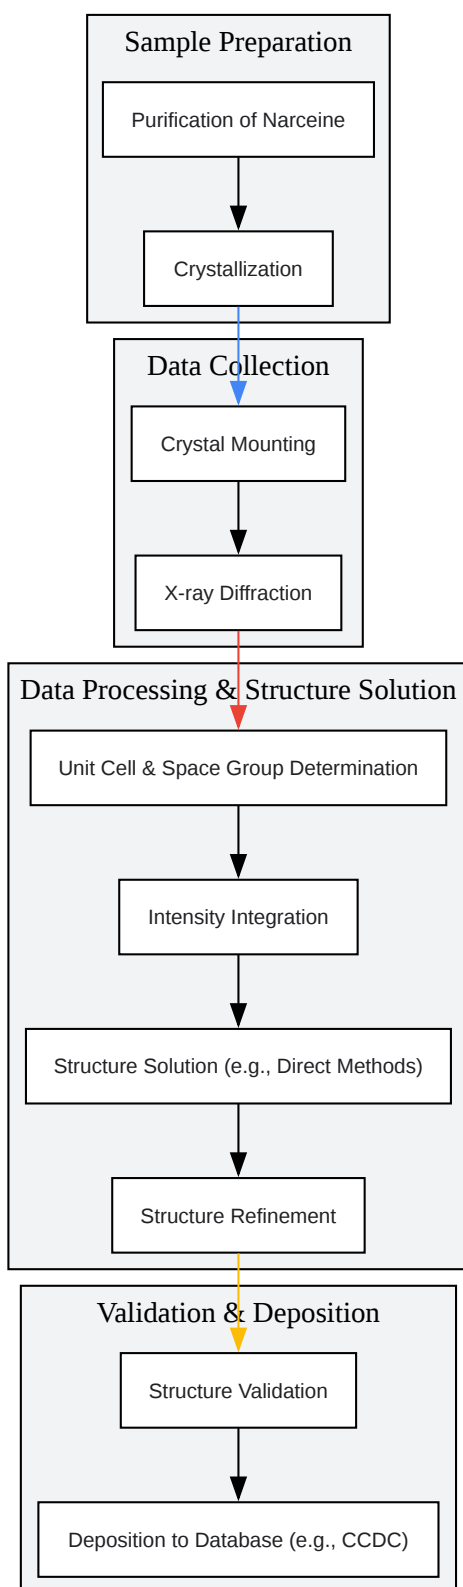 Sample Preparation
Purification of Narceine
Crystallization
Data Collection
Crystal Mounting
X-ray Diffraction
Data Processing & Structure Solution
Unit Cell & Space Group Determination
Intensity Integration
Structure Solution (e.g., Direct Methods)
Structure Refinement
Validation & Deposition
Structure Validation
Deposition to Database (e.g., CCDC)